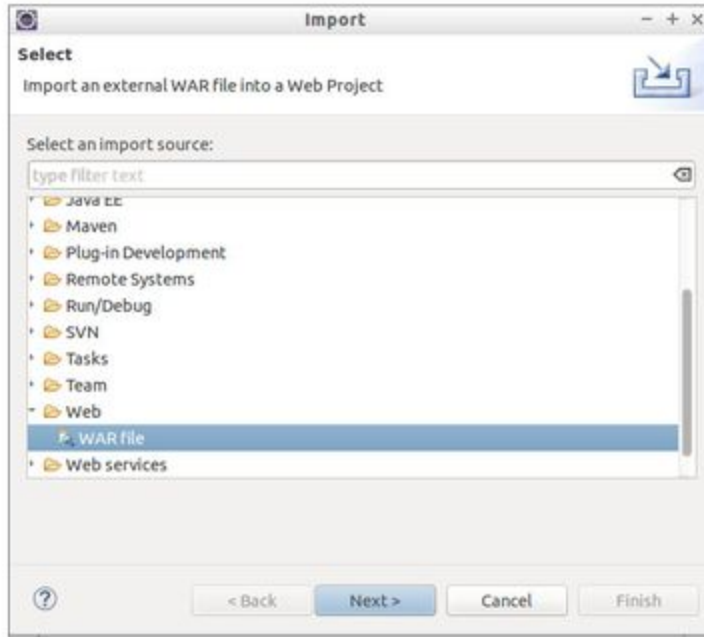 Import
Select
Import an external WAR file into a Web Project
Select an import source:
type filter text
Java EE
Maven
Plug-in Development
Remote Systems
Run/Debug
SVN
Tasks
Team
Web
WAR file
Web services
< Back Next > Cancel Finish